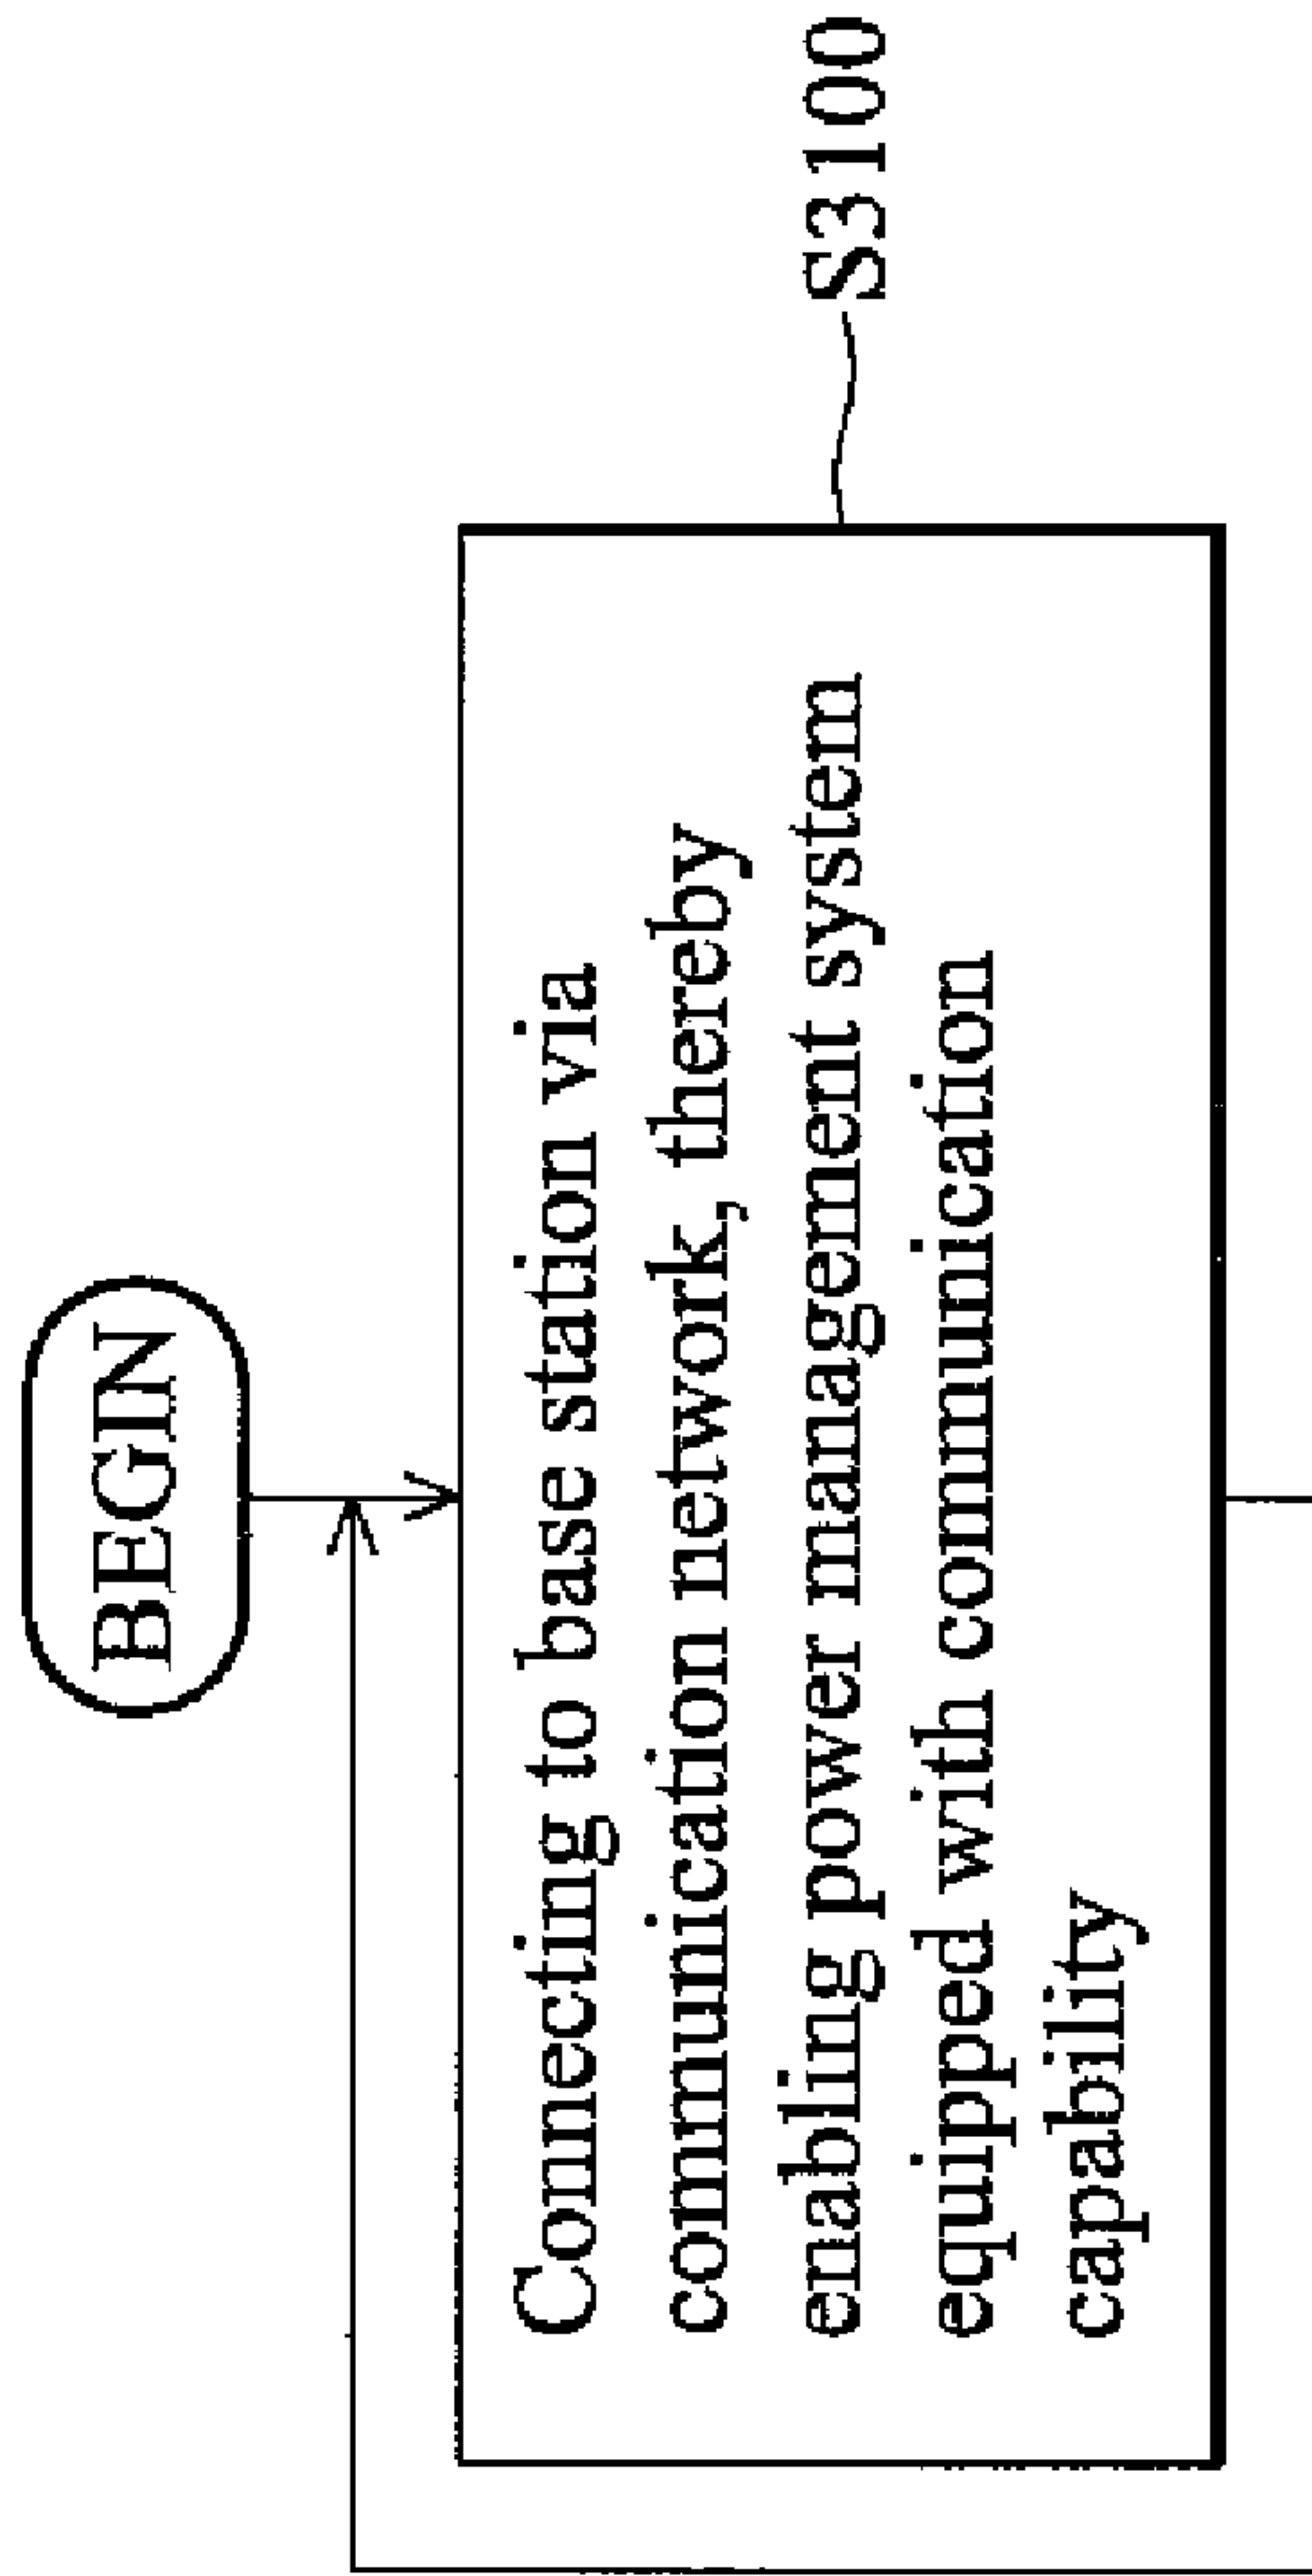 BEGIN
Connecting to base station via
communication network, thereby
enabling power management system
equipped with communication
capability
S3100